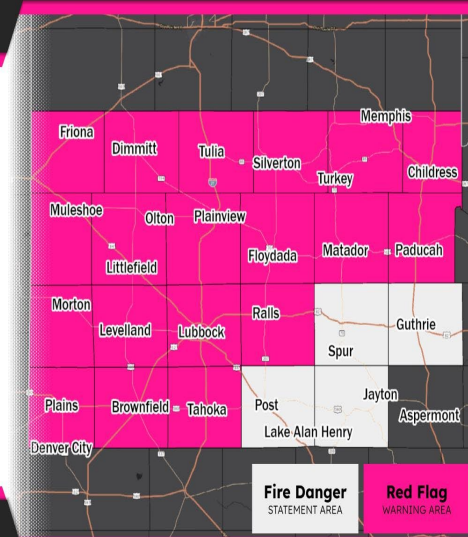 Memphis
Friona
Dimmitt
Tulia
Silverton
Turkey
Childress
Muleshoe
Olton
Plainview
Floydada
Matador
Paducah
Littlefield
Morton
Levelland
Lubbock
Ralls
Spur
Guthrie
Plains
Brownfield
Tahoka
Post
Jayton
Lake Alan Henry
Aspermont
Denver City
Fire Danger
STATEMENT AREA
Red Flag
WARNING AREA